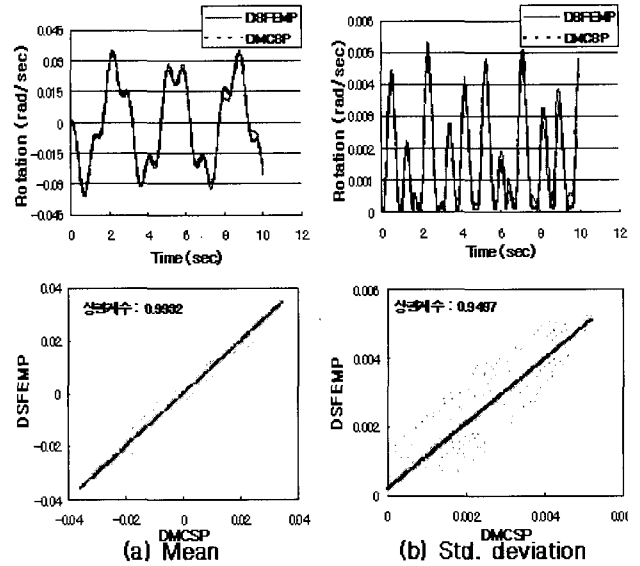 DSFEMP
DMCSP
0.045
0.03
0.015
0
-0.015
-0.03
-0.045
Rotation (rad/sec)
0 2 4 6 8 10 12
Time(sec)
DSFEMP
DMCSP
0.006
0.005
0.004
0.003
0.002
0.001
0
Rotation (rad/sec)
0 2 4 6 8 10 12
Time(sec)
상관계수 : 0.9992
0.04
0.02
0
-0.02
-0.04
DSFEMP
-0.04 -0.02 0 0.02 0.04
DMCSP
(a) Mean
상관계수 : 0.9497
0.006
0.004
0.002
0
DSFEMP
0 0.002 0.004
DMCSP
(b) Std. deviation